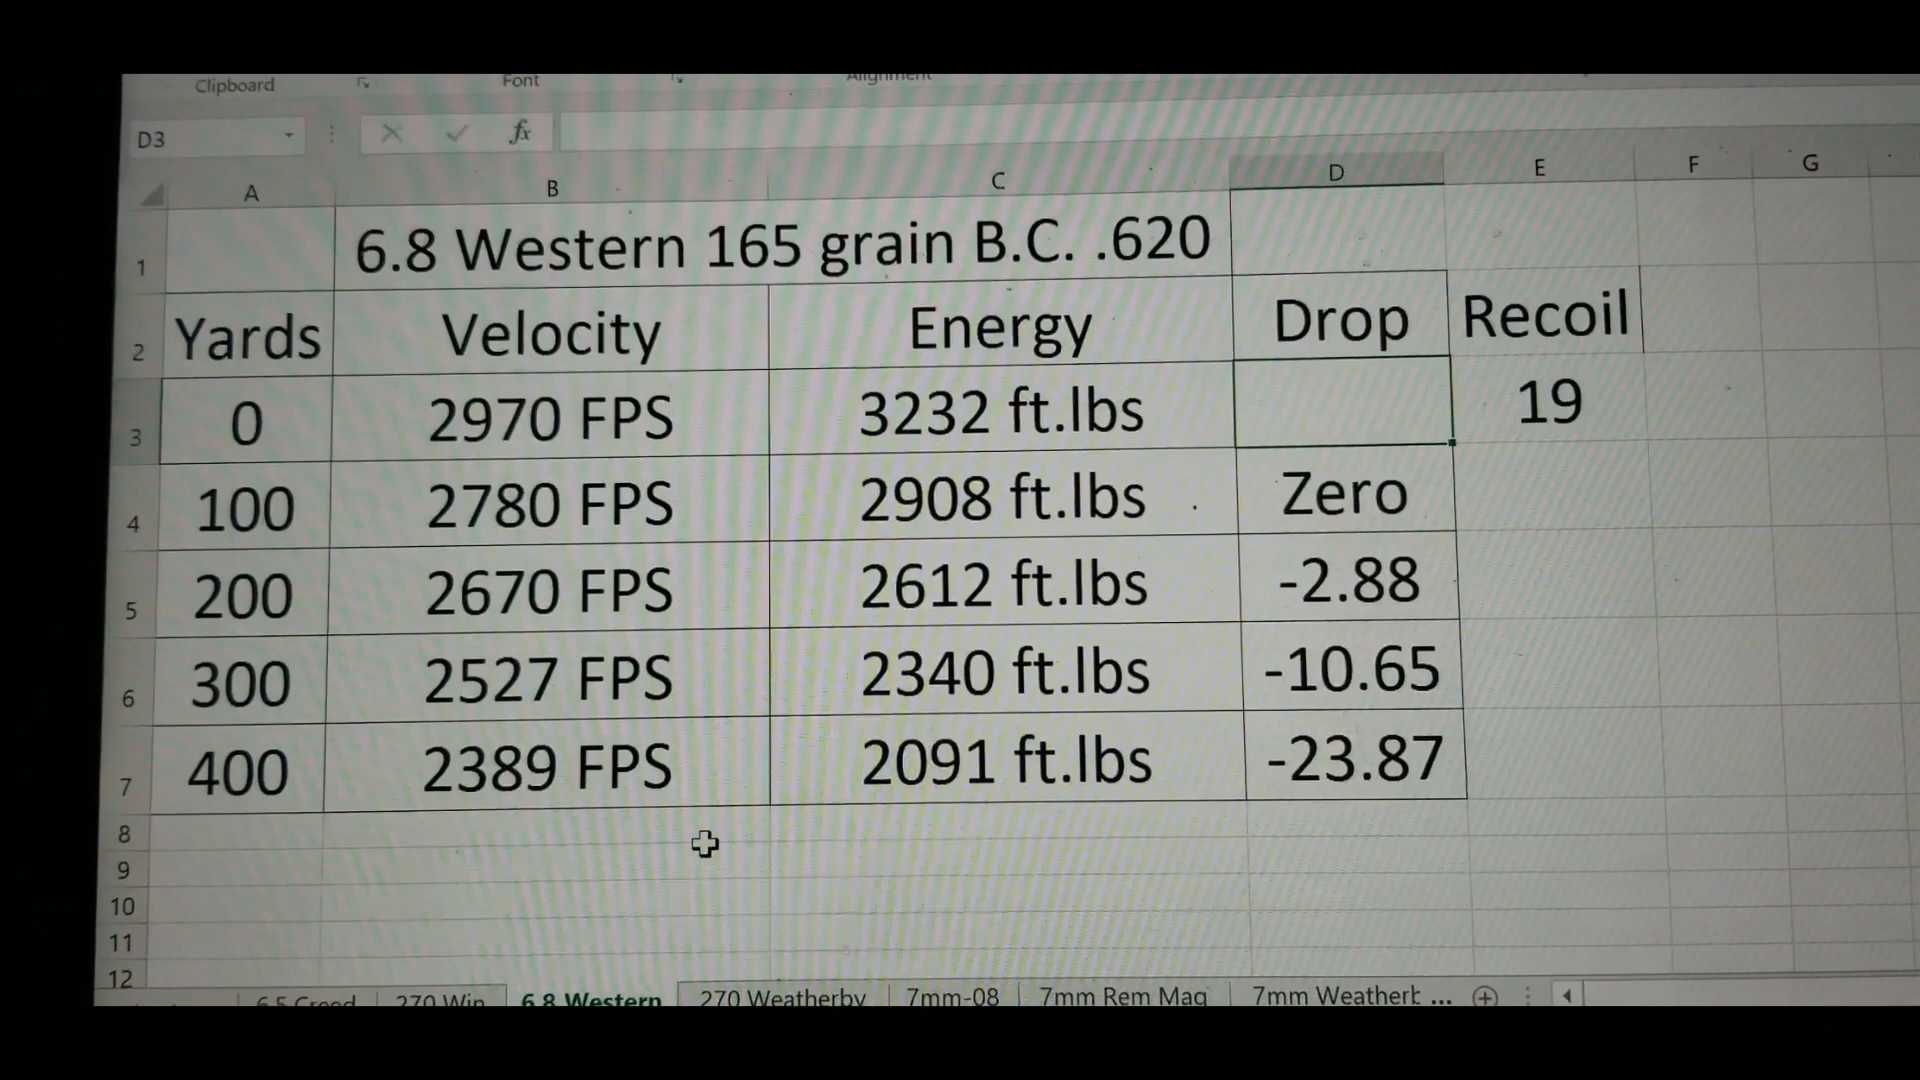 Clipboard Font Alignment
D3 fx
A B C D E F G
1 6.8 Western 165 grain B.C. .620
2 Yards Velocity Energy Drop Recoil
3 0 2970 FPS 3232 ft.lbs 19
4 100 2780 FPS 2908 ft.lbs Zero
5 200 2670 FPS 2612 ft.lbs -2.88
6 300 2527 FPS 2340 ft.lbs -10.65
7 400 2389 FPS 2091 ft.lbs -23.87
8
9
10
11
12
6.5 Creed 270 Win 6.8 Western 270 Weatherby 7mm-08 7mm Rem Mag 7mm Weatherb ...